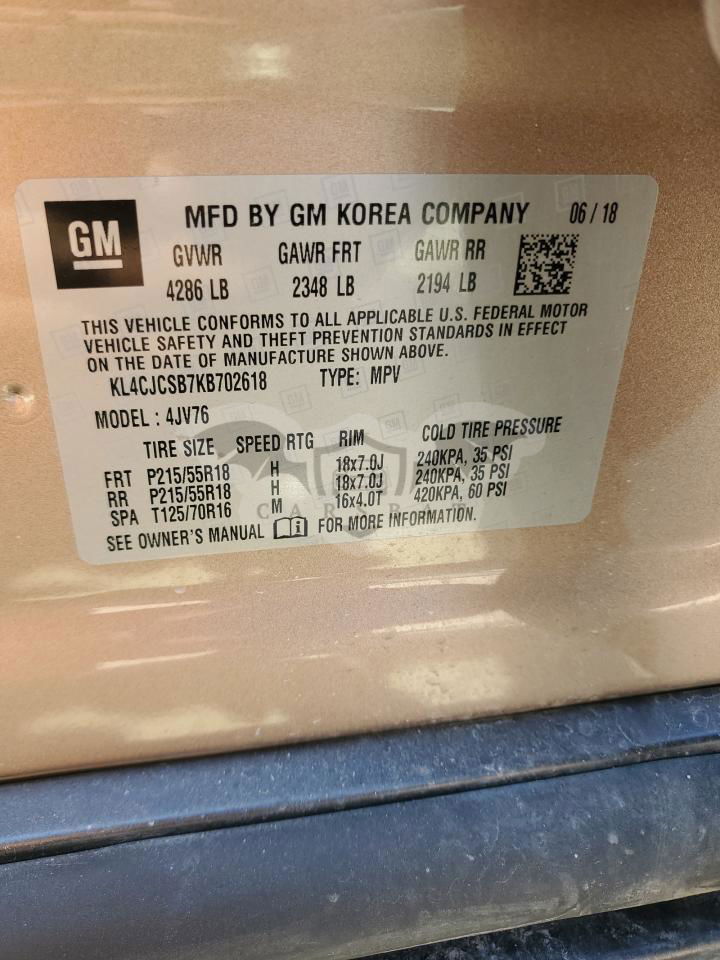 GM
MFD BY GM KOREA COMPANY 06 / 18
GVWR GAWR FRT GAWR RR
4286 LB 2348 LB 2194 LB
THIS VEHICLE CONFORMS TO ALL APPLICABLE U.S. FEDERAL MOTOR
VEHICLE SAFETY AND THEFT PREVENTION STANDARDS IN EFFECT
ON THE DATE OF MANUFACTURE SHOWN ABOVE.
KL4CJCSB7KB702618 TYPE: MPV
MODEL : 4JV76
TIRE SIZE SPEED RTG RIM COLD TIRE PRESSURE
FRT P215/55R18 H 18x7.0J 240KPA, 35 PSI
RR P215/55R18 H 18x7.0J 240KPA, 35 PSI
SPA T125/70R16 M 16x4.0T 420KPA, 60 PSI
SEE OWNER'S MANUAL FOR MORE INFORMATION.